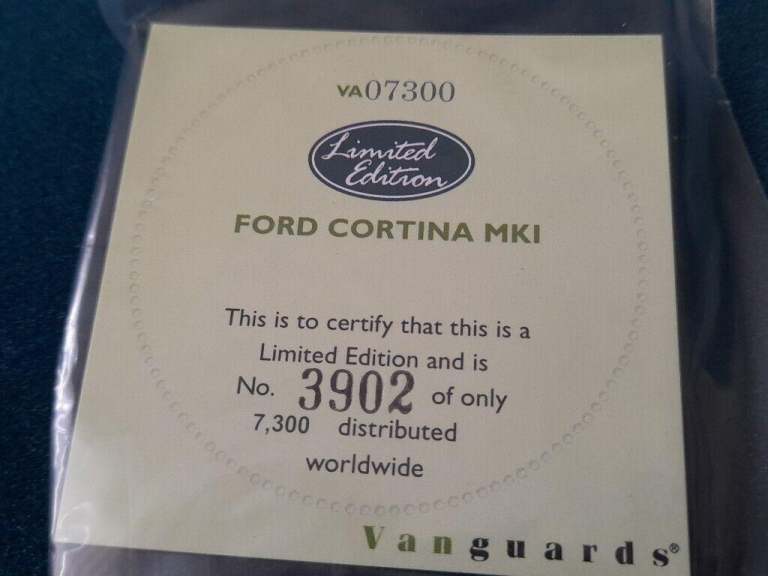 VA07300
Limited
Edition
FORD CORTINA MKI
This is to certify that this is a
Limited Edition and is
No. 3902 of only
7,300 distributed
worldwide
Vanguards®